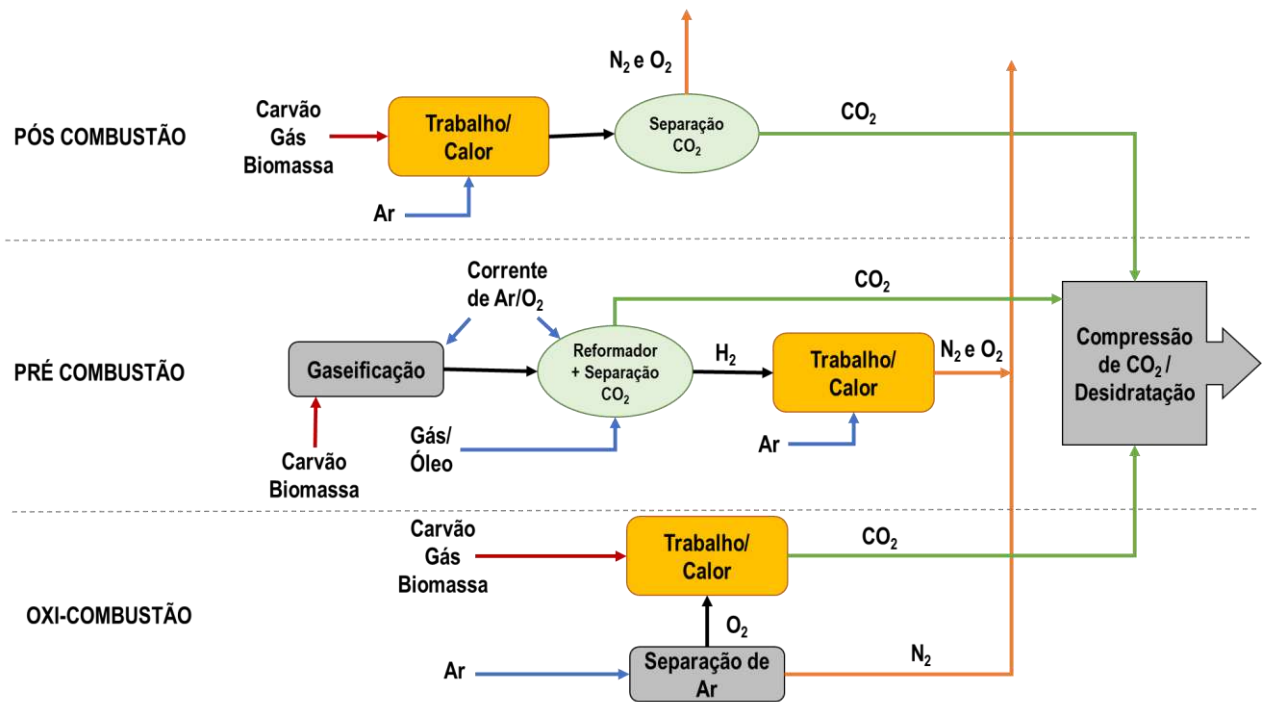 N₂ e O₂
CO₂
Carvão
Gás
Biomassa
Trabalho/
Calor
Separação
CO₂
PÓS COMBUSTÃO
Ar
Corrente
de Ar/O₂
CO₂
Compressão
de CO₂ /
Desidratação
PRÉ COMBUSTÃO
Gaseificação
Reformador
+ Separação
CO₂
H₂
Trabalho/
Calor
N₂ e O₂
Gás/
Óleo
Ar
Carvão
Biomassa
Carvão
Gás
Biomassa
Trabalho/
Calor
CO₂
OXI-COMBUSTÃO
O₂
Ar
Separação de
Ar
N₂